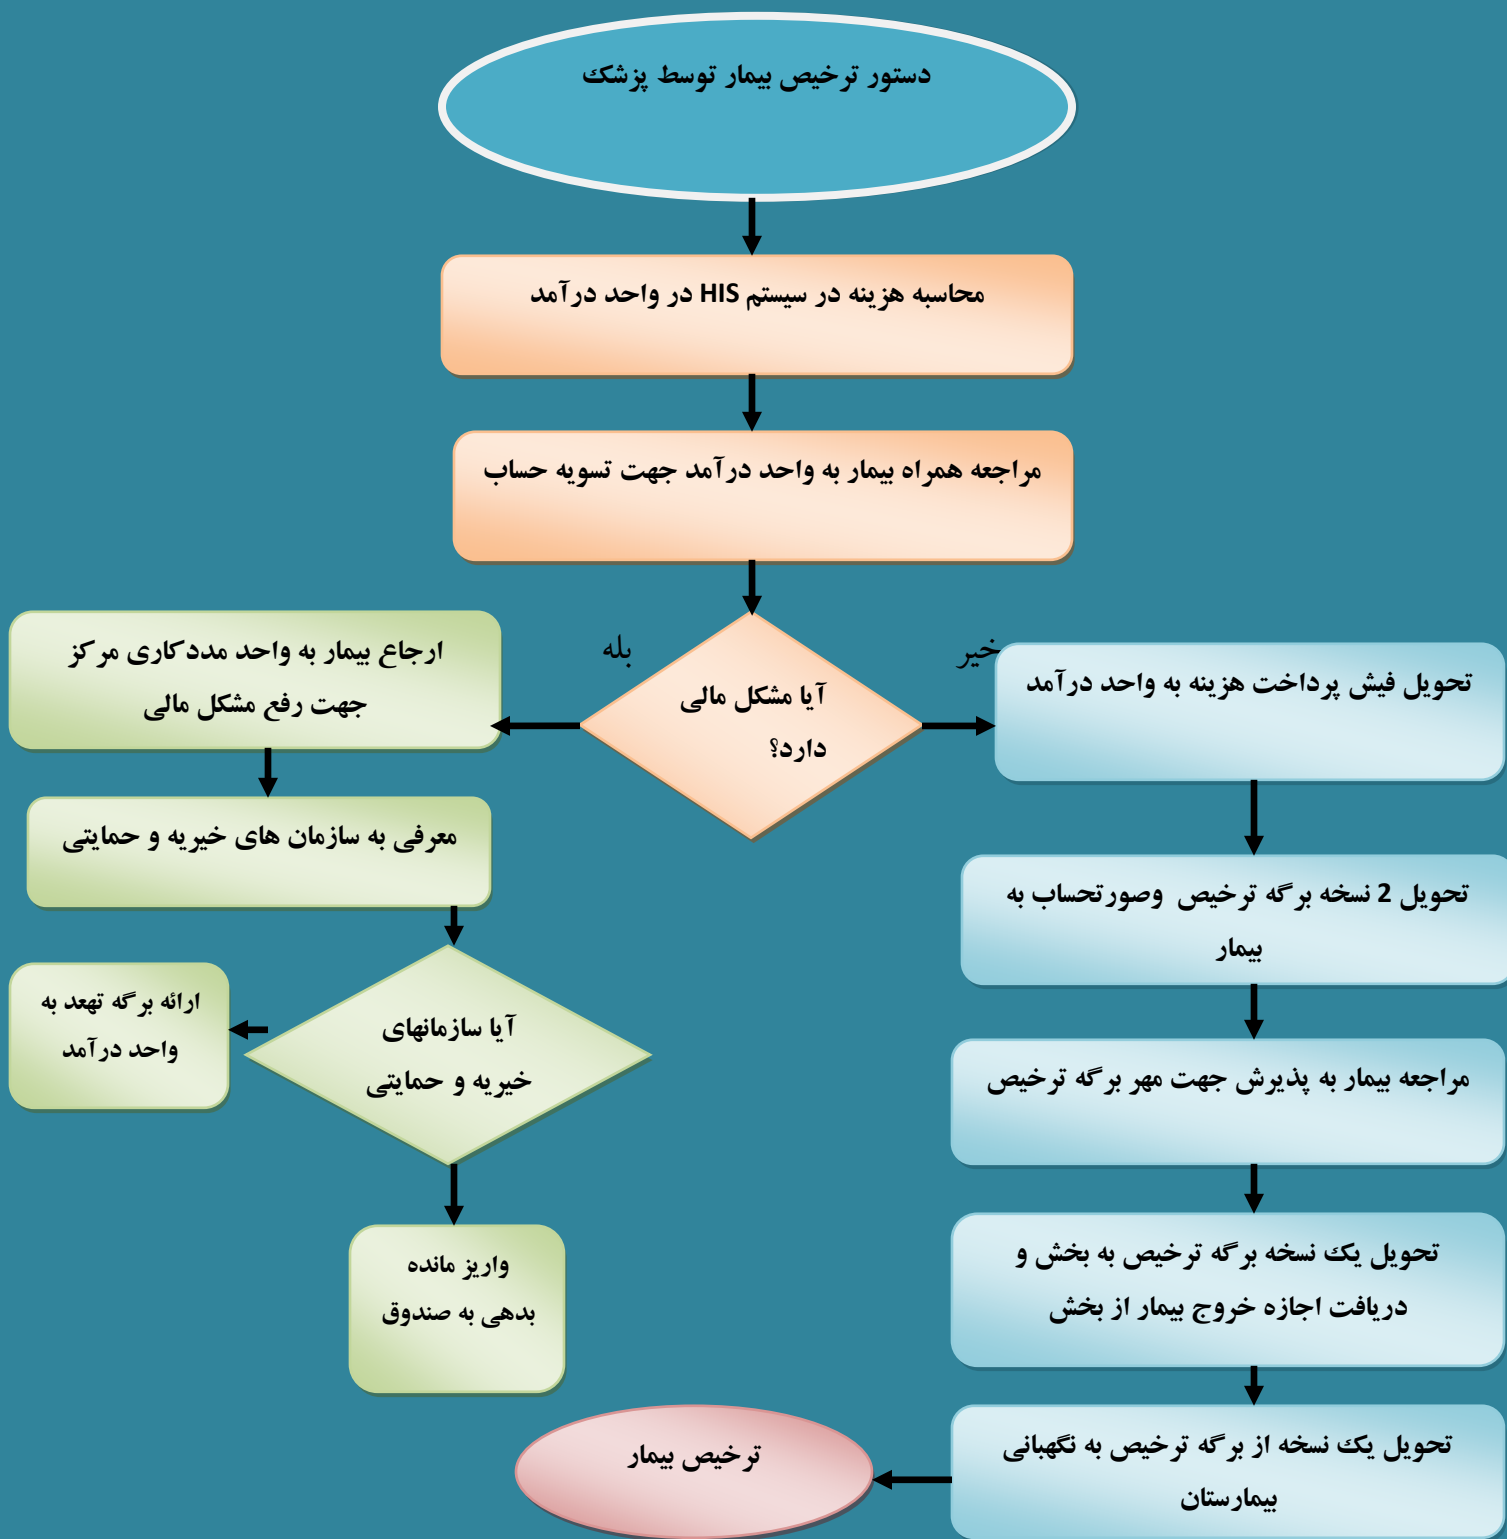 دستور ترخیص بیمار توسط پزشک
محاسبه هزینه در سیستم HIS در واحد درآمد
مراجعه همراه بیمار به واحد درآمد جهت تسویه حساب
آیا مشکل مالی
دارد؟
خیر
بله
تحویل فیش پرداخت هزینه به واحد درآمد
تحویل 2 نسخه برگه ترخیص وصورتحساب به
بیمار
مراجعه بیمار به پذیرش جهت مهر برگه ترخیص
تحویل یک نسخه برگه ترخیص به بخش و
دریافت اجازه خروج بیمار از بخش
تحویل یک نسخه از برگه ترخیص به نگهبانی
بیمارستان
ترخیص بیمار
ارجاع بیمار به واحد مددکاری مرکز
جهت رفع مشکل مالی
معرفی به سازمان های خیریه و حمایتی
آیا سازمانهای
خیریه و حمایتی
ارائه برگه تهعد به
واحد درآمد
واریز مانده
بدهی به صندوق